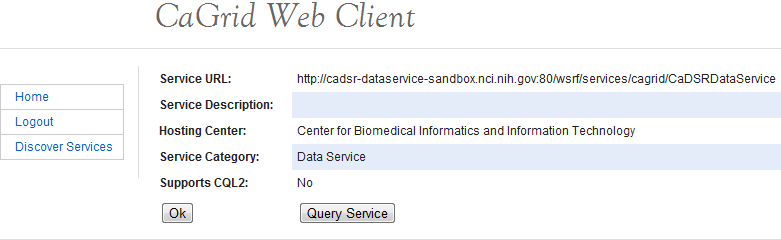 CaGrid Web Client
Home
Logout
Discover Services
Service URL: http://cadsr-dataservice-sandbox.nci.nih.gov:80/wsrf/services/cagrid/CaDSRDataService
Service Description:
Hosting Center: Center for Biomedical Informatics and Information Technology
Service Category: Data Service
Supports CQL2: No
Ok Query Service